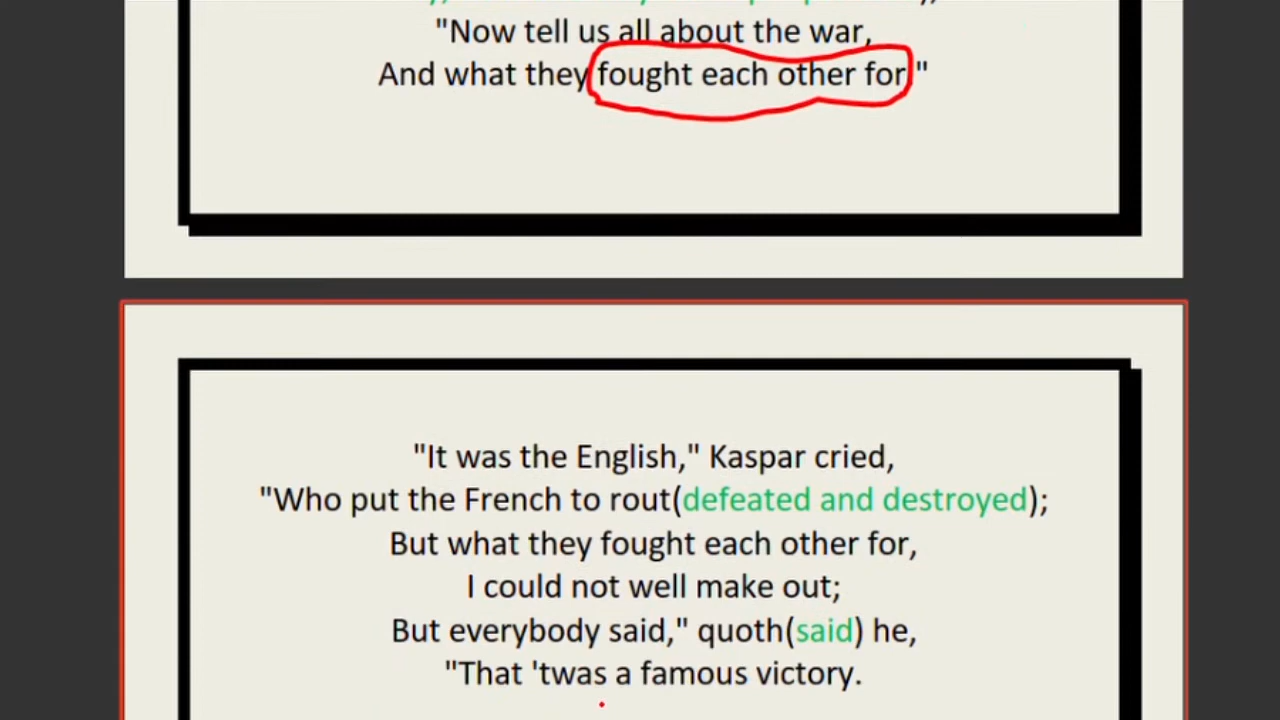 "Now tell us all about the war,
And what they fought each other for."
"It was the English," Kaspar cried,
"Who put the French to rout(defeated and destroyed);
But what they fought each other for,
I could not well make out;
But everybody said," quoth(said) he,
"That 'twas a famous victory.